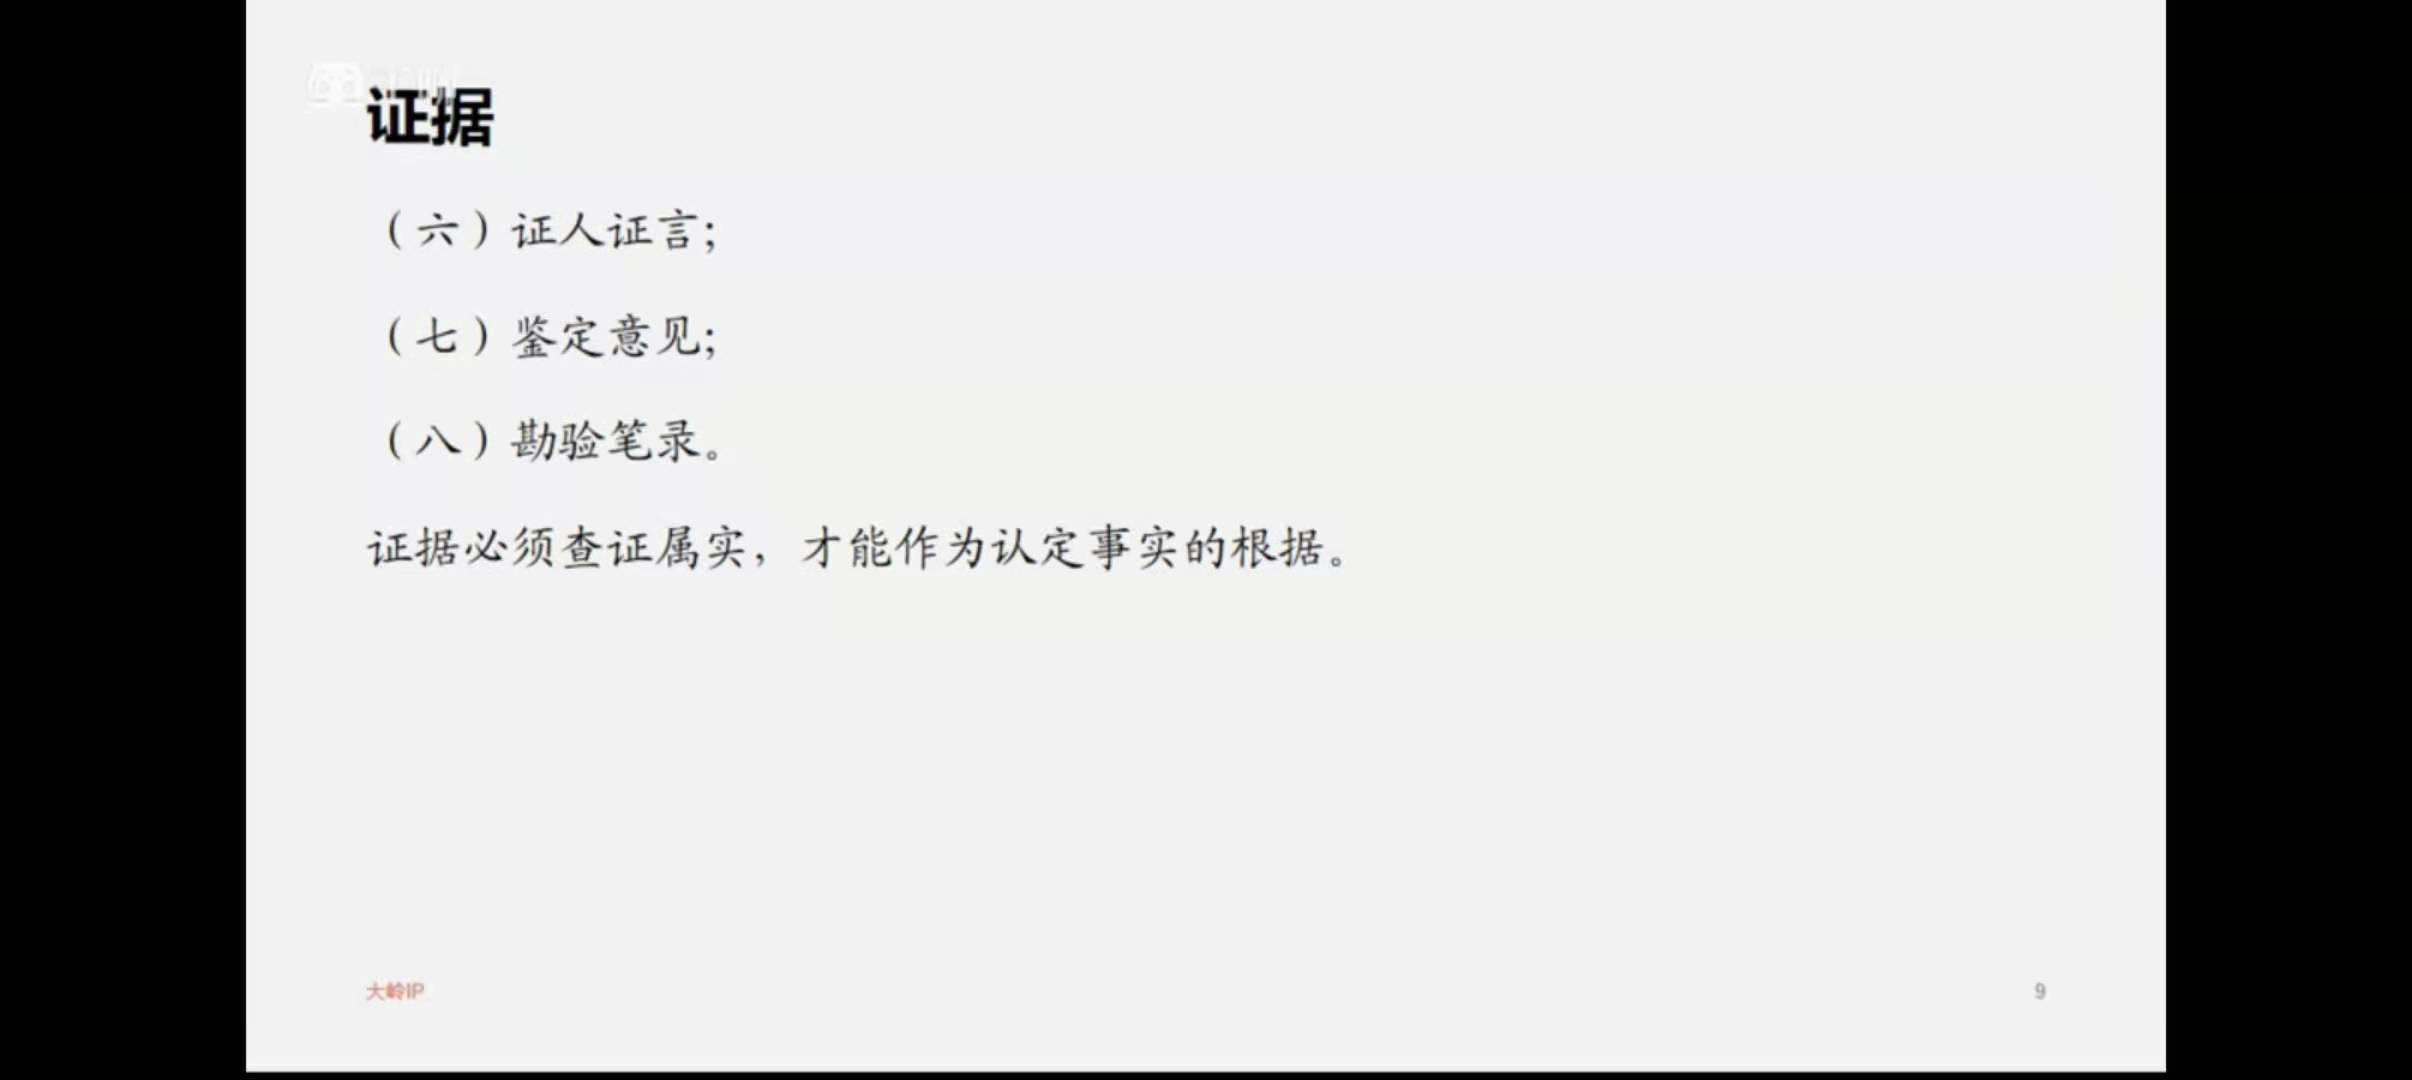 证据
（六）证人证言；
（七）鉴定意见；
（八）勘验笔录。
证据必须查证属实，才能作为认定事实的根据。
大岭IP
9